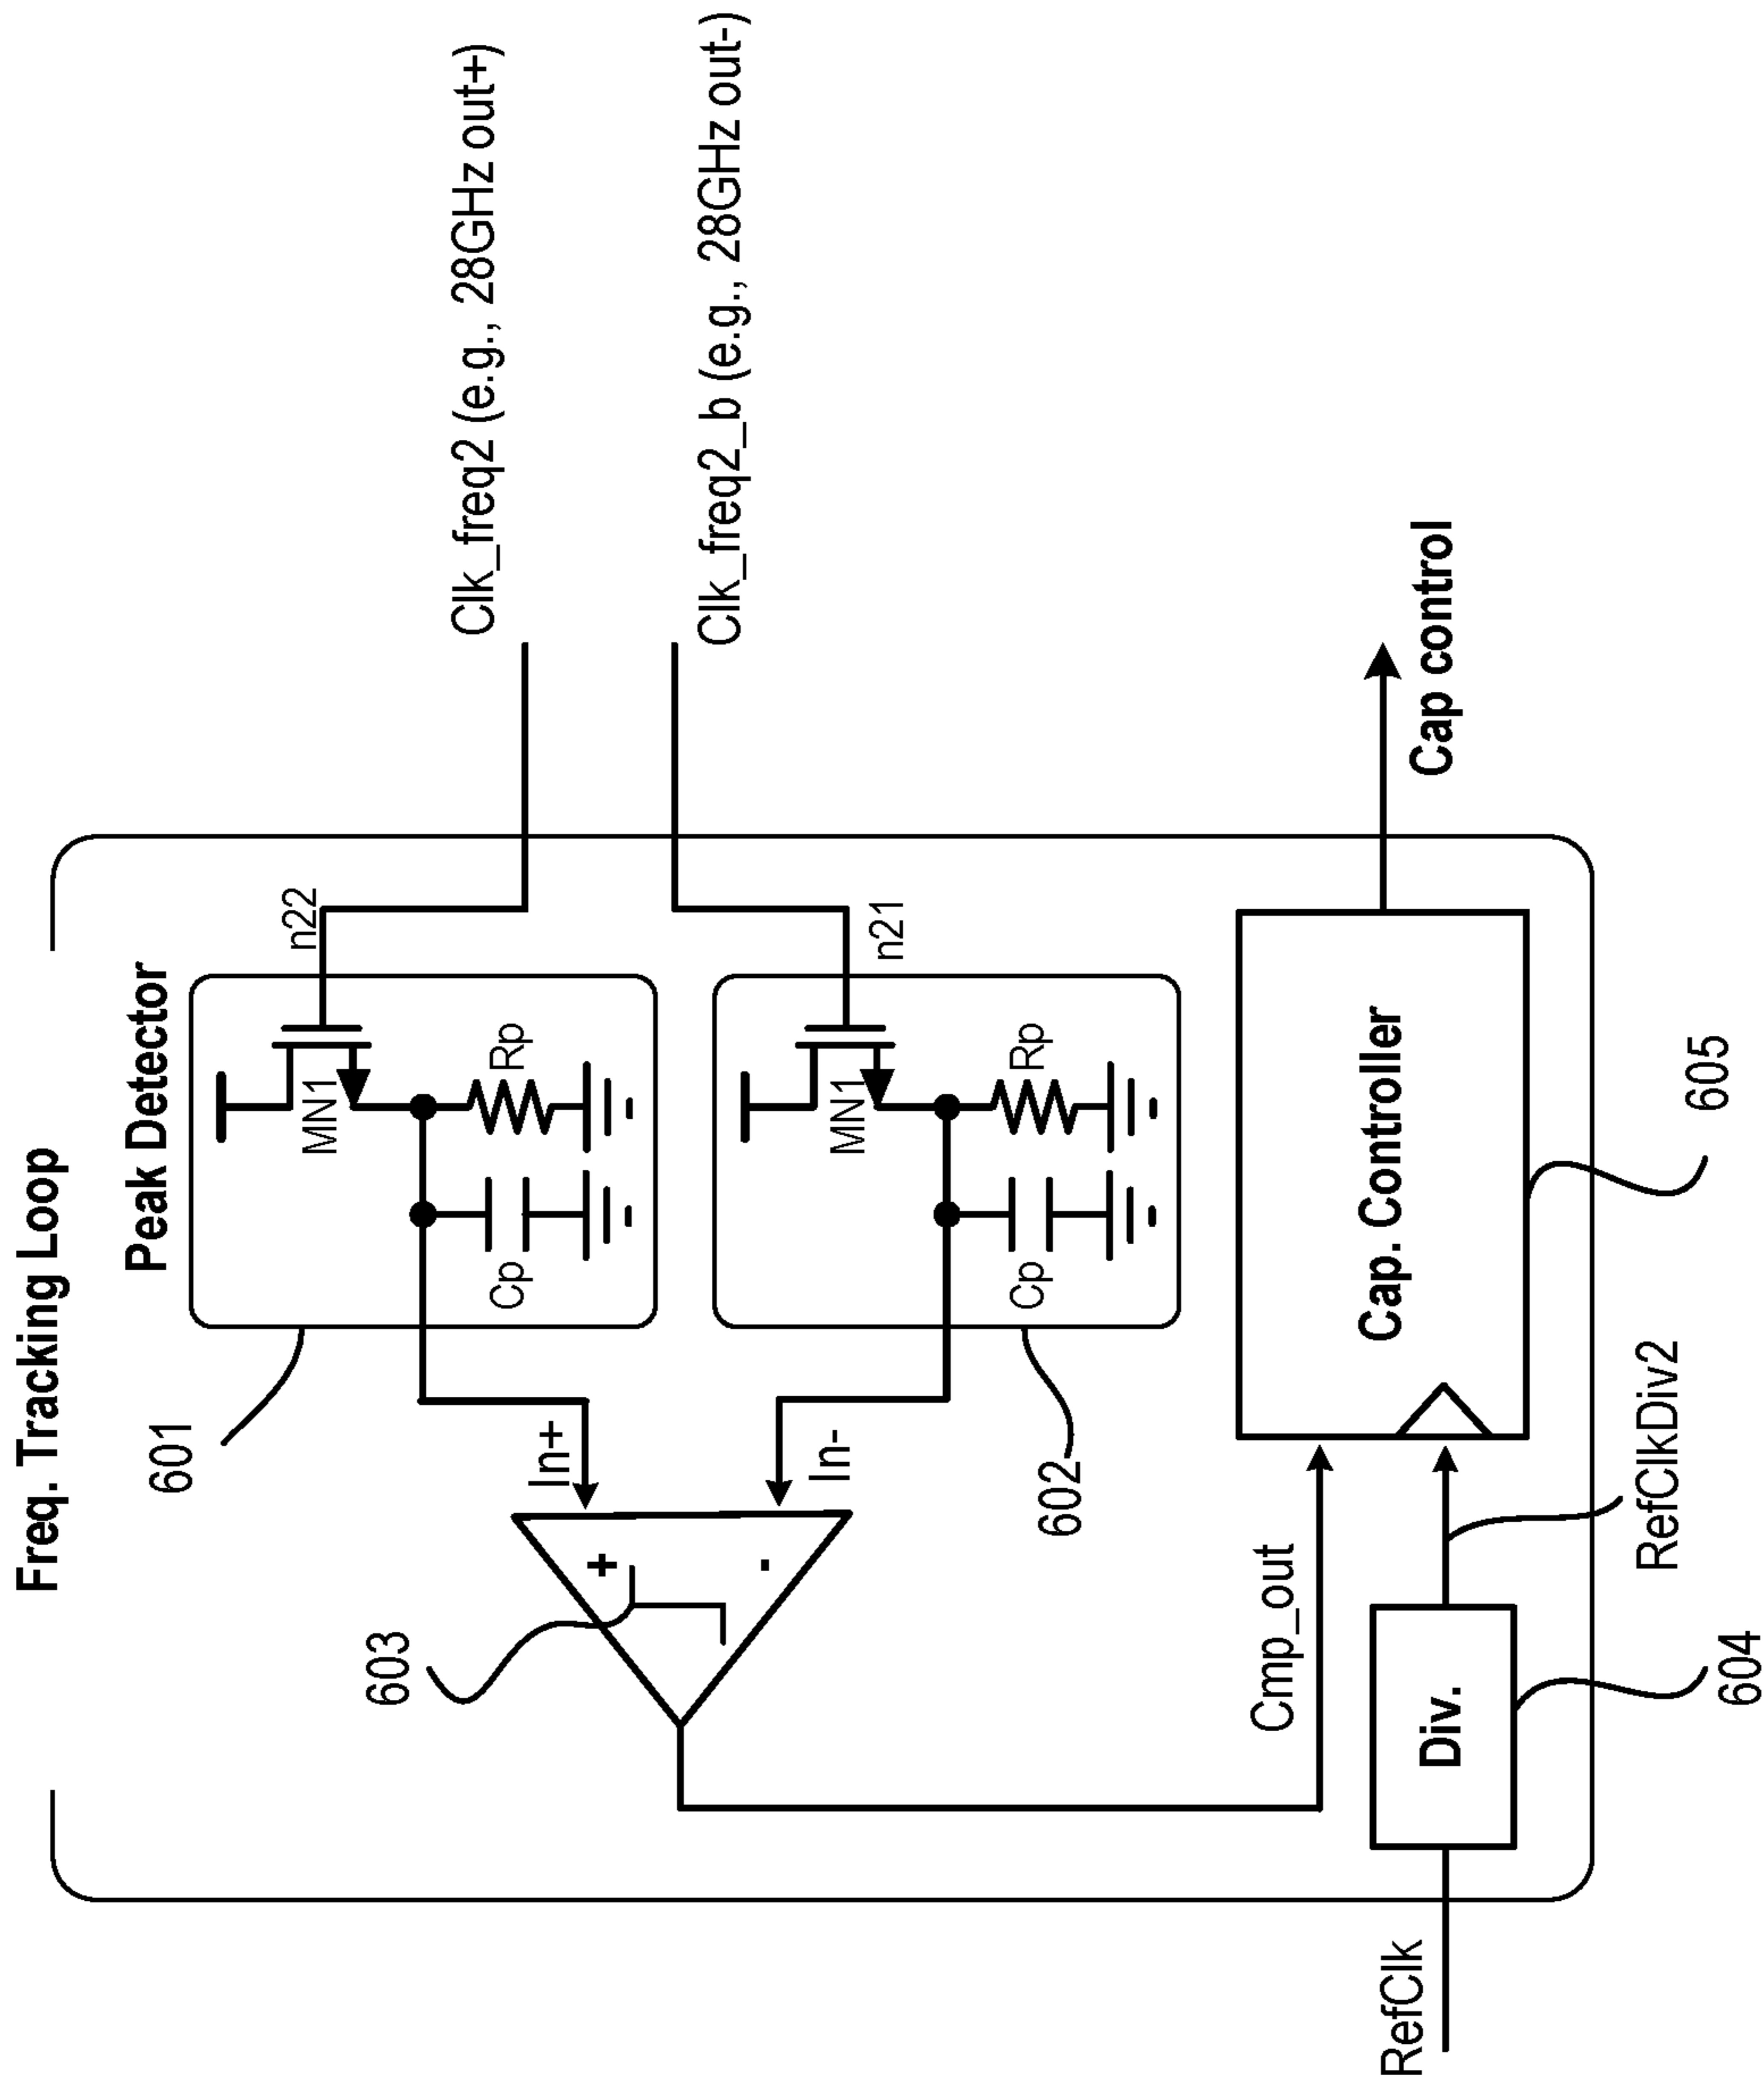 Freq. Tracking Loop
Peak Detector
601
n22
MN1
Rp
Cp
Clk_freq2 (e.g., 28GHz out+)
Clk_freq2_b (e.g., 28GHz out-)
In+
In-
603
+
-
602
n21
MN1
Rp
Cp
Cmp_out
Cap. Controller
Cap control
605
RefClk
Div.
RefClkDiv2
604